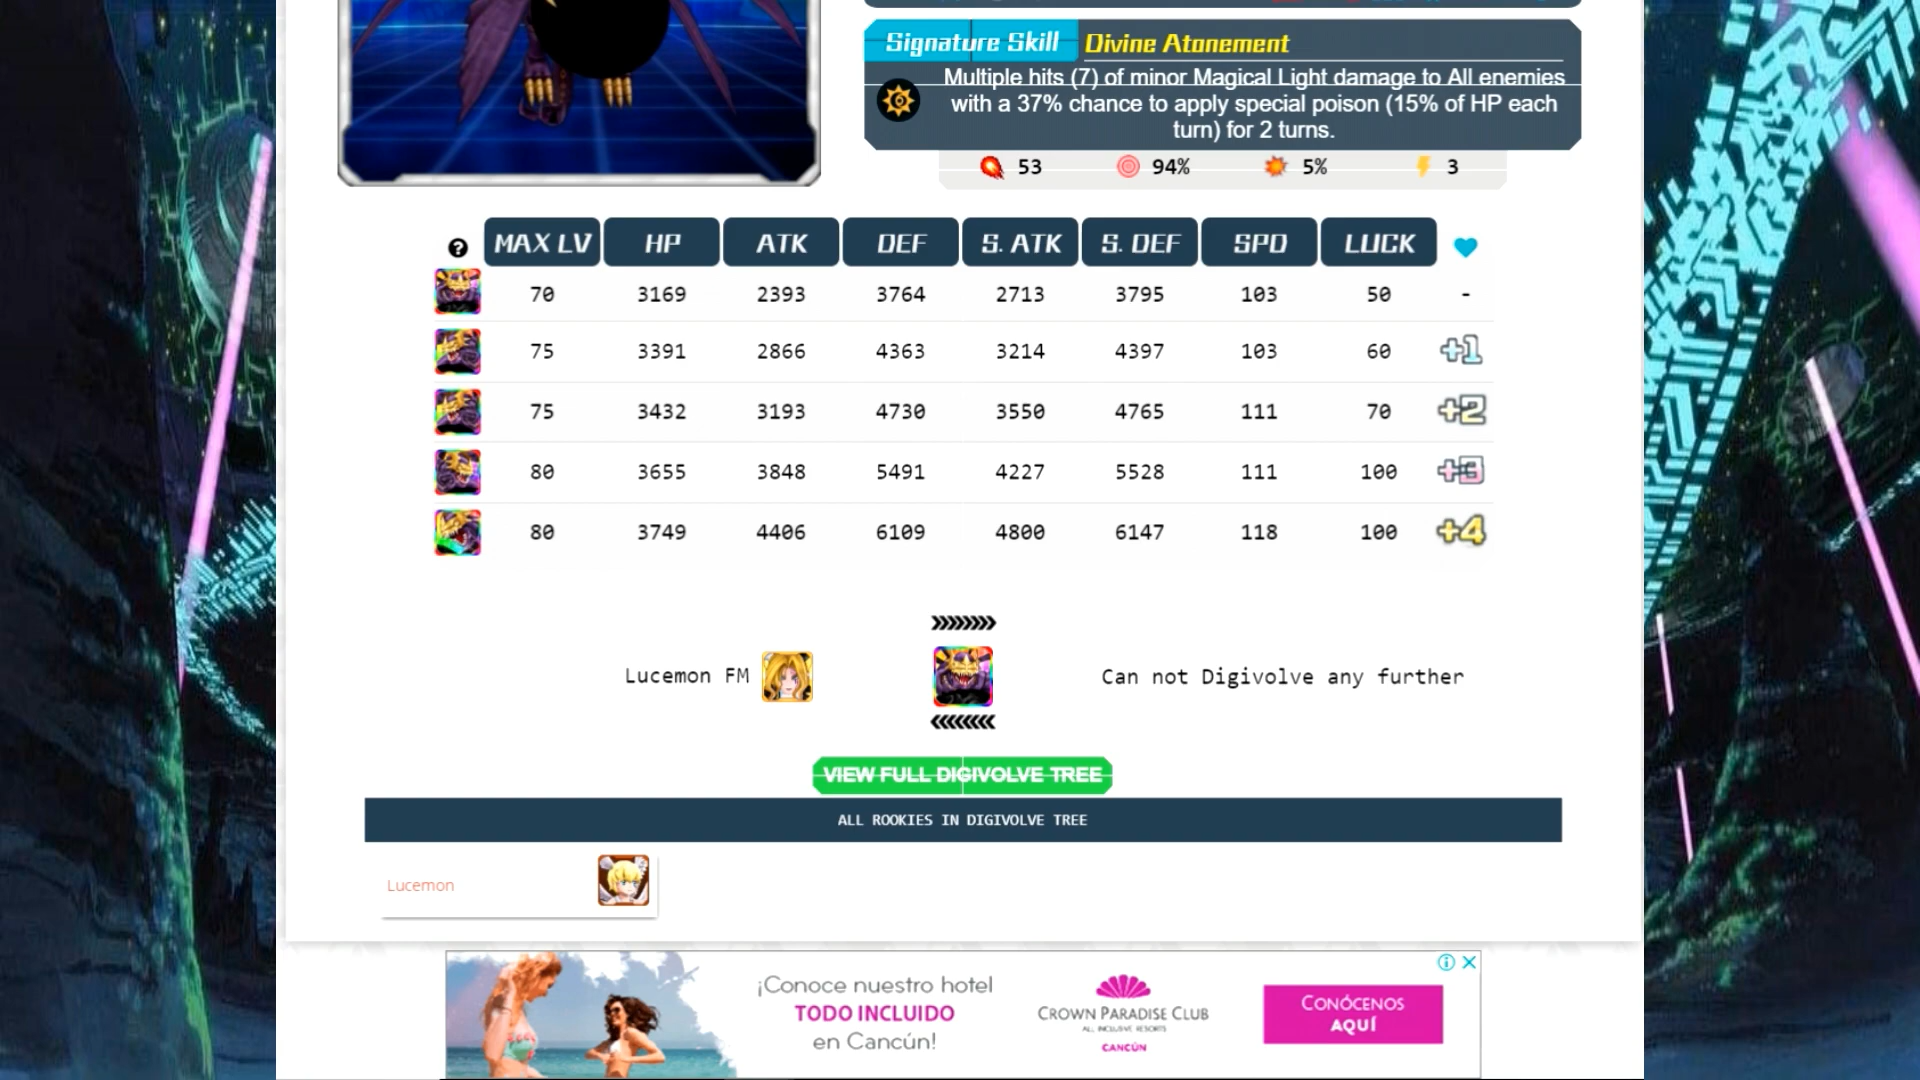 Signature Skill Divine Atonement
Multiple hits (7) of minor Magical Light damage to All enemies
with a 37% chance to apply special poison (15% of HP each
turn) for 2 turns.
53 94% 5% 3
? MAX LV HP ATK DEF S. ATK S. DEF SPD LUCK
70 3169 2393 3764 2713 3795 103 50 -
75 3391 2866 4363 3214 4397 103 60 +1
75 3432 3193 4730 3550 4765 111 70 +2
80 3655 3848 5491 4227 5528 111 100 +3
80 3749 4406 6109 4800 6147 118 100 +4
Lucemon FM
Can not Digivolve any further
VIEW FULL DIGIVOLVE TREE
ALL ROOKIES IN DIGIVOLVE TREE
Lucemon
¡Conoce nuestro hotel
TODO INCLUIDO
en Cancún!
CROWN PARADISE CLUB
ALL INCLUSIVE RESORTS
CANCÚN
CONÓCENOS
AQUÍ